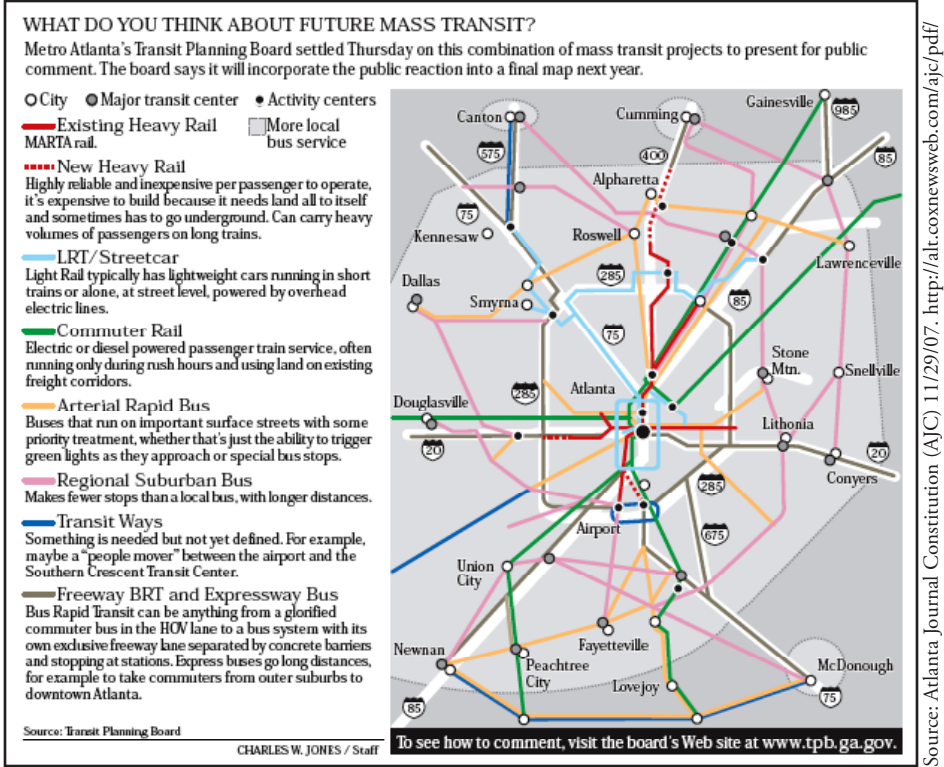 WHAT DO YOU THINK ABOUT FUTURE MASS TRANSIT?
Metro Atlanta's Transit Planning Board settled Thursday on this combination of mass transit projects to present for public
comment. The board says it will incorporate the public reaction into a final map next year.
City Major transit center Activity centers
Existing Heavy Rail
MARTA rail.
More local
bus service
New Heavy Rail
Highly reliable and inexpensive per passenger to operate,
it's expensive to build because it needs land all to itself
and sometimes has to go underground. Can carry heavy
volumes of passengers on long trains.
LRT/Streetcar
Light Rail typically has lightweight cars running in short
trains or alone, at street level, powered by overhead
electric lines.
Commuter Rail
Electric or diesel powered passenger train service, often
running only during rush hours and using land on existing
freight corridors.
Arterial Rapid Bus
Buses that run on important surface streets with some
priority treatment, whether that's just the ability to trigger
green lights as they approach or special bus stops.
Regional Suburban Bus
Makes fewer stops than a local bus, with longer distances.
Transit Ways
Something is needed but not yet defined. For example,
maybe a "people mover" between the airport and the
Southern Crescent Transit Center.
Freeway BRT and Expressway Bus
Bus Rapid Transit can be anything from a glorified
commuter bus in the HOV lane to a bus system with its
own exclusive freeway lane separated by concrete barriers
and stopping at stations. Express buses go long distances,
for example to take commuters from outer suburbs to
downtown Atlanta.
Source: Transit Planning Board
CHARLES W. JONES / Staff
Canton
Cumming
Gainesville
985
575
400
85
Alpharetta
75
Kennesaw
Roswell
Lawrenceville
285
Dallas
Smyrna
85
75
Stone
Mtn.
Snellville
Atlanta
285
Douglasville
Lithonia
20
20
Conyers
285
Airport
675
Union
City
Fayetteville
Newnan
Peachtree
City
McDonough
Lovejoy
75
85
To see how to comment, visit the board's Web site at www.tpb.ga.gov.
Source: Atlanta Journal Constitution (AJC) 11/29/07. http://alt.coxnewsweb.com/ajc/pdf/